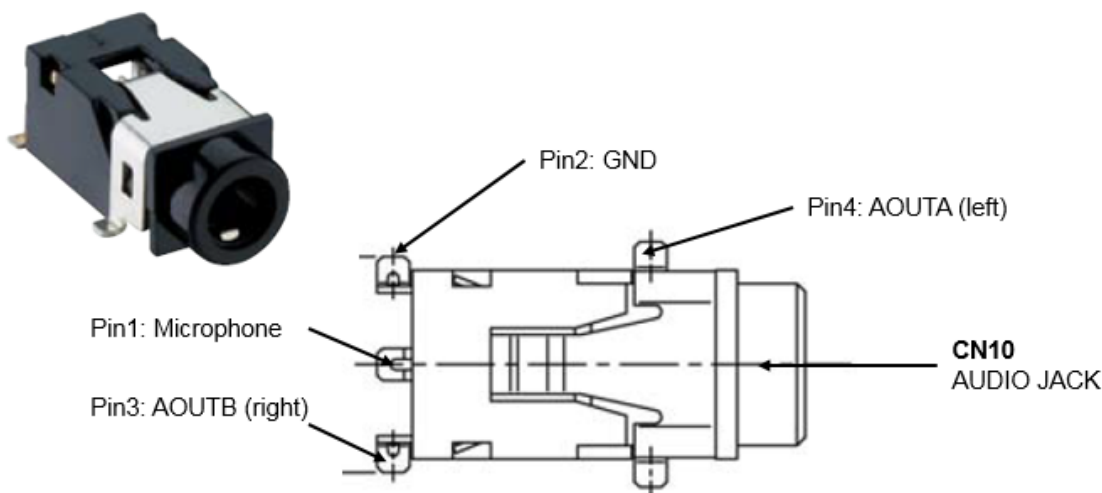 Pin2: GND
Pin4: AOUTA (left)
Pin1: Microphone
CN10
AUDIO JACK
Pin3: AOUTB (right)